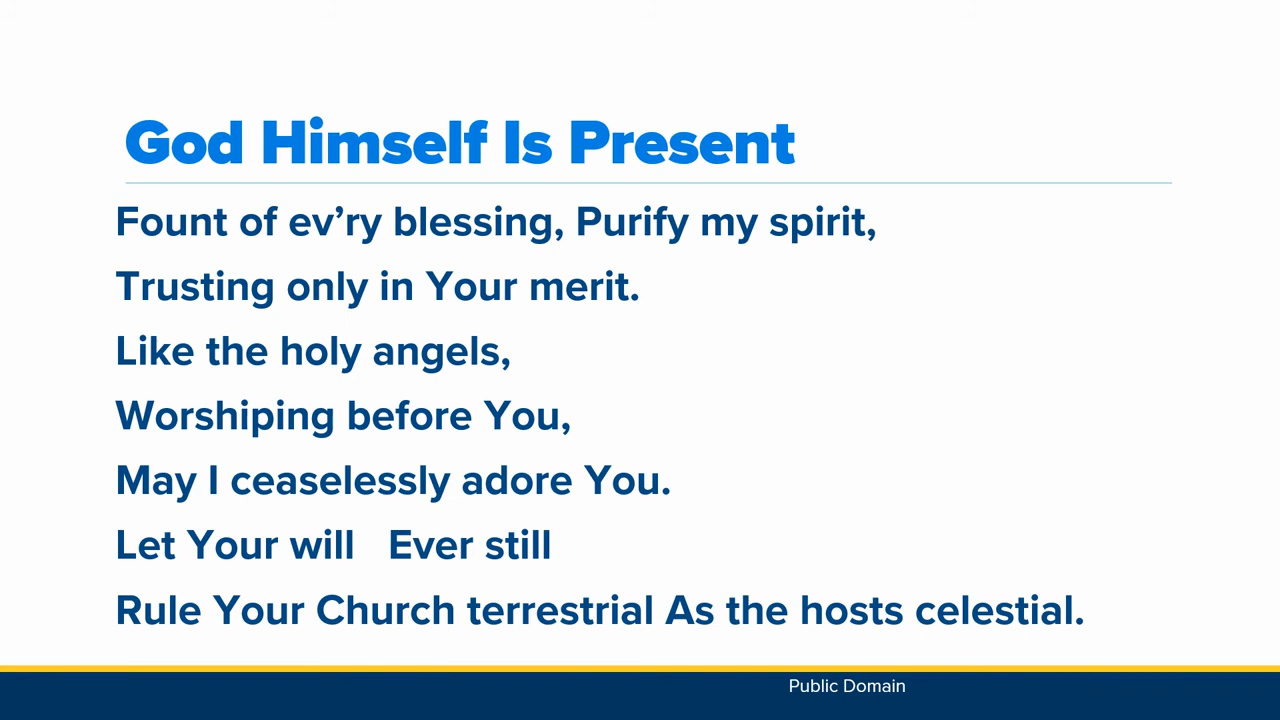 God Himself Is Present
Fount of ev’ry blessing, Purify my spirit,
Trusting only in Your merit.
Like the holy angels,
Worshiping before You,
May I ceaselessly adore You.
Let Your will   Ever still
Rule Your Church terrestrial As the hosts celestial.
Public Domain